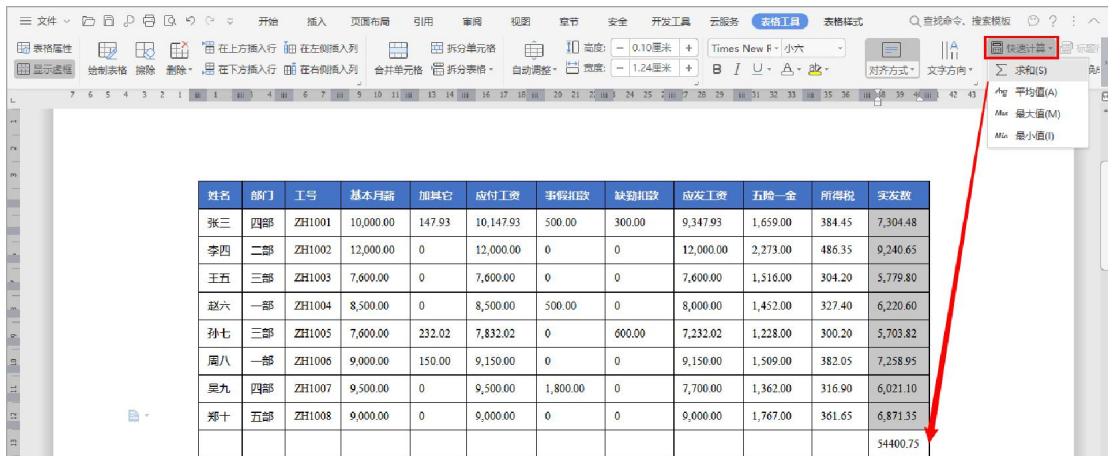 文件 开始 插入 页面布局 引用 审阅 视图 章节 安全 开发工具 云服务 表格工具 表格样式 查找命令、搜索模板
表格属性 绘制表格 擦除 删除 在上方插入行 在左侧插入列 合并单元格 拆分单元格 自动调整 高度: 0.10厘米 Times New R 小六 对齐方式 文字方向 快速计算
显示虚框 在下方插入行 在右侧插入列 拆分表格 宽度: 1.24厘米 B I U A
求和(S)
Avg 平均值(A)
Max 最大值(M)
Min 最小值(I)
姓名 部门 工号 基本月薪 加其它 应付工资 事假扣款 缺勤扣款 应发工资 五险一金 所得税 实发数
张三 四部 ZH1001 10,000.00 147.93 10,147.93 500.00 300.00 9,347.93 1,659.00 384.45 7,304.48
李四 二部 ZH1002 12,000.00 0 12,000.00 0 0 12,000.00 2,273.00 486.35 9,240.65
王五 三部 ZH1003 7,600.00 0 7,600.00 0 0 7,600.00 1,516.00 304.20 5,779.80
赵六 一部 ZH1004 8,500.00 0 8,500.00 500.00 0 8,000.00 1,452.00 327.40 6,220.60
孙七 三部 ZH1005 7,600.00 232.02 7,832.02 0 600.00 7,232.02 1,228.00 300.20 5,703.82
周八 一部 ZH1006 9,000.00 150.00 9,150.00 0 0 9,150.00 1,509.00 382.05 7,258.95
吴九 四部 ZH1007 9,500.00 0 9,500.00 1,800.00 0 7,700.00 1,362.00 316.90 6,021.10
郑十 五部 ZH1008 9,000.00 0 9,000.00 0 0 9,000.00 1,767.00 361.65 6,871.35
54400.75